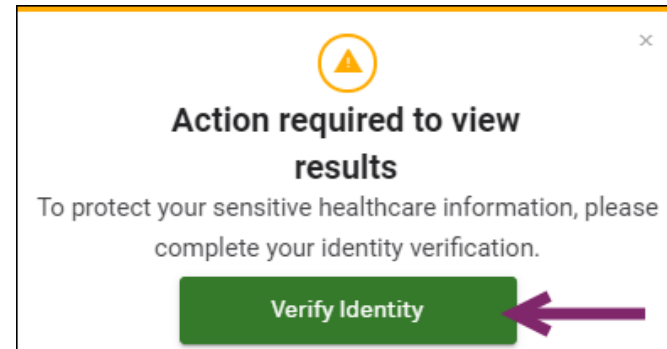 Action required to view
results
To protect your sensitive healthcare information, please
complete your identity verification.
Verify Identity